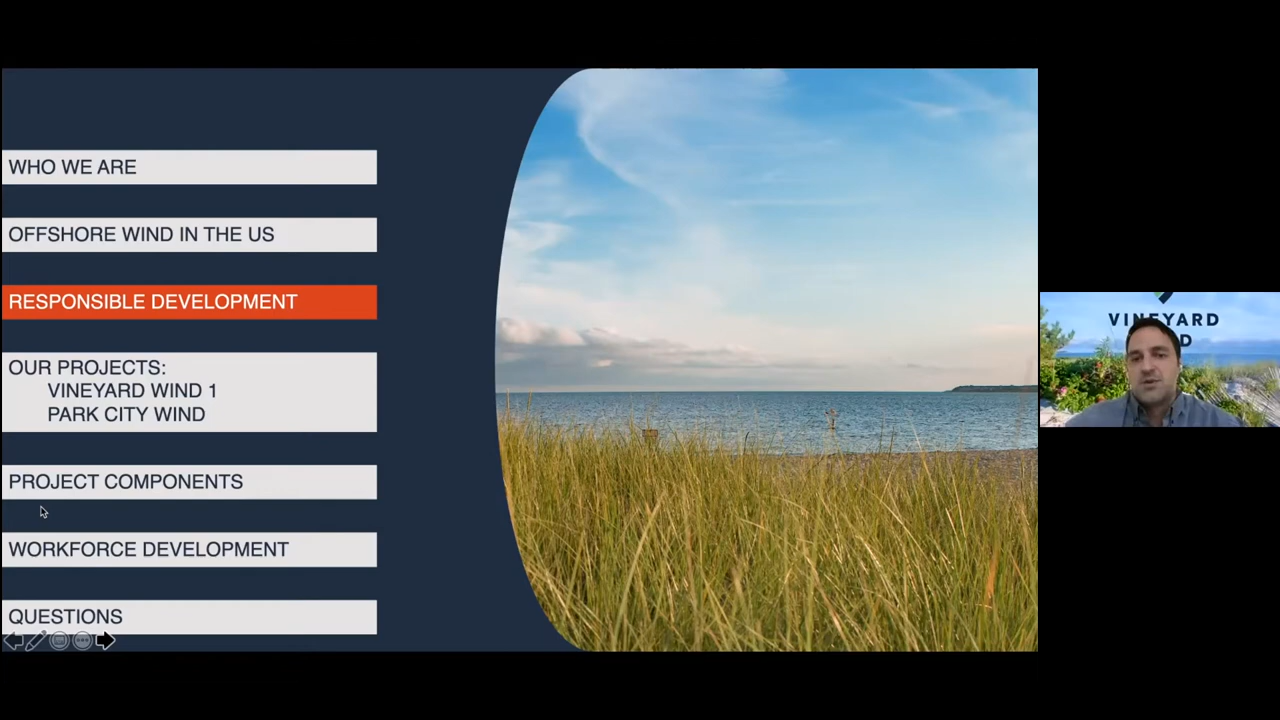 WHO WE ARE
OFFSHORE WIND IN THE US
RESPONSIBLE DEVELOPMENT
OUR PROJECTS:
VINEYARD WIND 1
PARK CITY WIND
PROJECT COMPONENTS
WORKFORCE DEVELOPMENT
QUESTIONS
VINEYARD